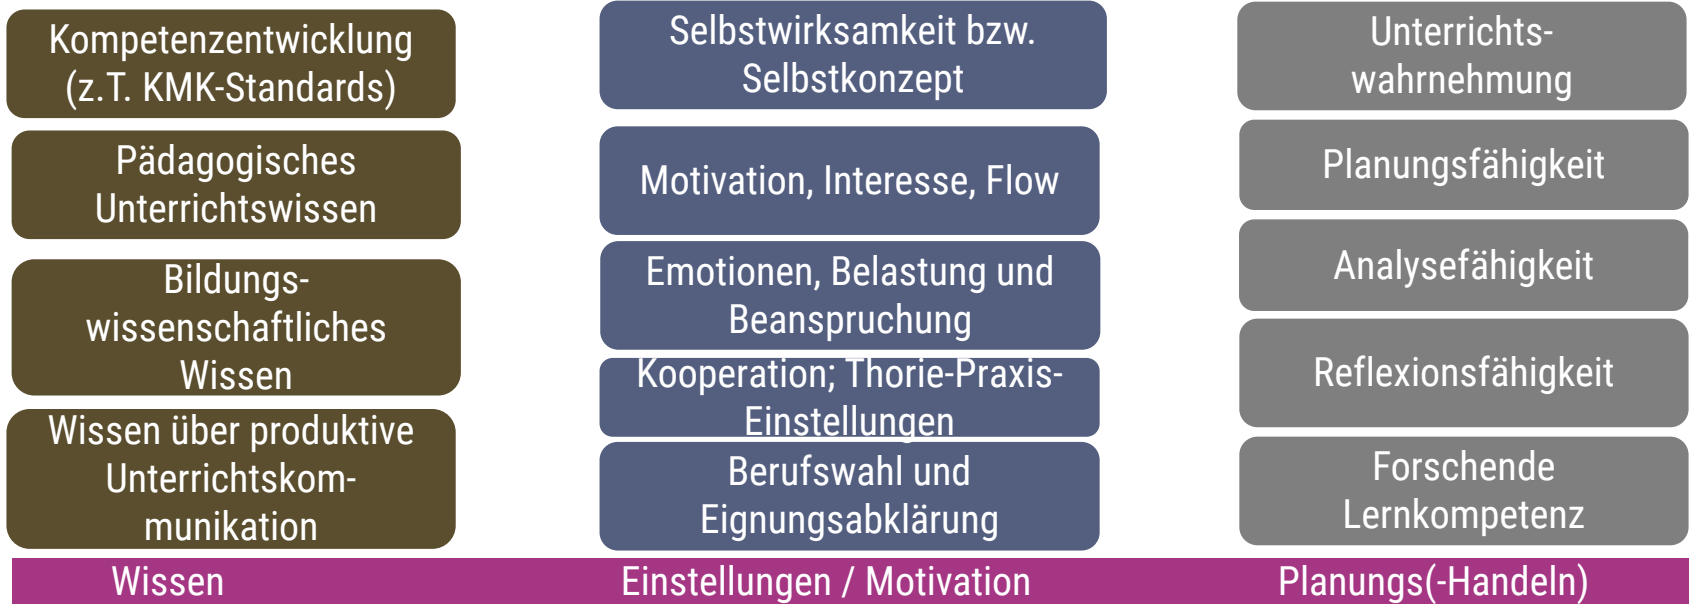 Kompetenzentwicklung
(z.T. KMK-Standards)
Pädagogisches
Unterrichtswissen
Bildungs-
wissenschaftliches
Wissen
Wissen über produktive
Unterrichtskom-
munikation
Wissen
Selbstwirksamkeit bzw.
Selbstkonzept
Motivation, Interesse, Flow
Emotionen, Belastung und
Beanspruchung
Kooperation; Thorie-Praxis-
Einstellungen
Berufswahl und
Eignungsabklärung
Einstellungen / Motivation
Unterrichts-
wahrnehmung
Planungsfähigkeit
Analysefähigkeit
Reflexionsfähigkeit
Forschende
Lernkompetenz
Planungs(-Handeln)